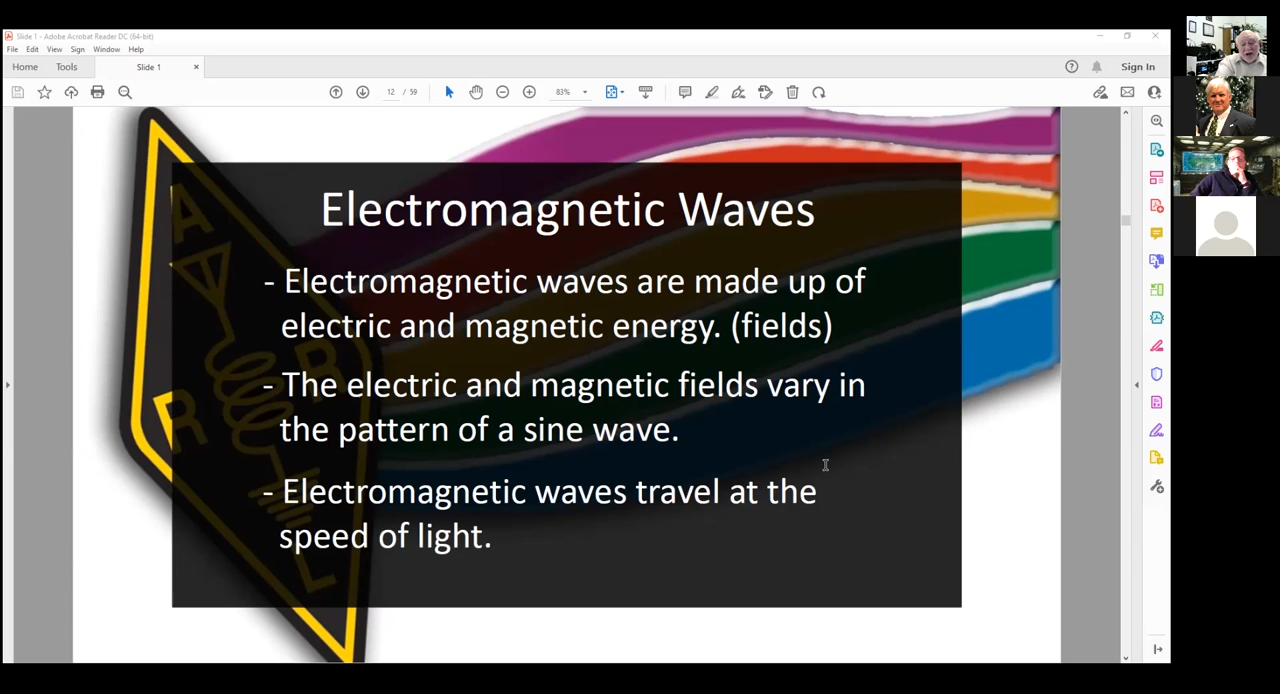 Slide 1 - Adobe Acrobat Reader DC (64-bit)
File Edit View Sign Window Help
Home Tools Slide 1 × Sign In
12 / 59 83%
A
R
R
L
Electromagnetic Waves
- Electromagnetic waves are made up of
electric and magnetic energy. (fields)
- The electric and magnetic fields vary in
the pattern of a sine wave.
- Electromagnetic waves travel at the
speed of light.